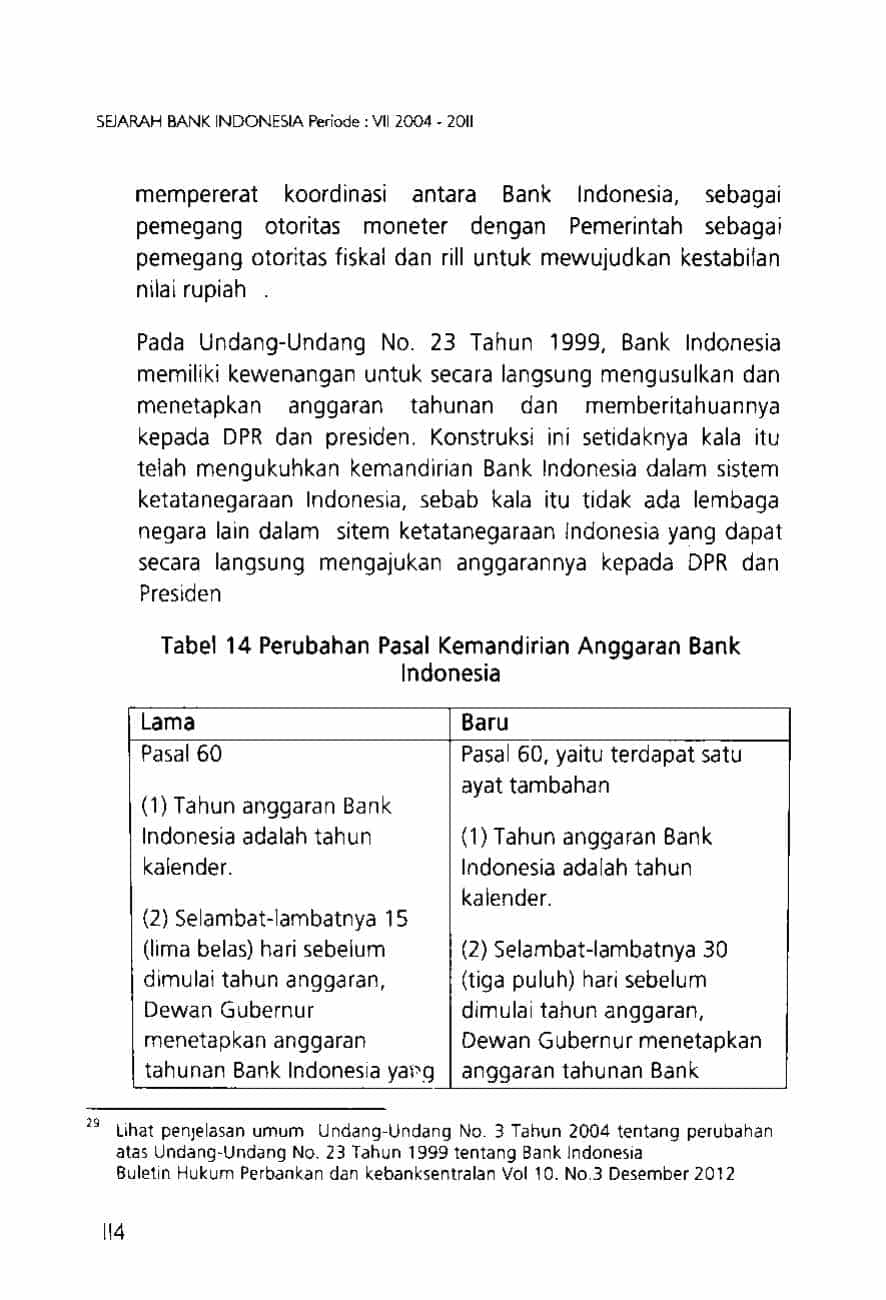 SEJARAH BANK INDONESIA Periode : VII 2004 - 2011
mempererat koordinasi antara Bank Indonesia, sebagai
pemegang otoritas moneter dengan Pemerintah sebagai
pemegang otoritas fiskal dan rill untuk mewujudkan kestabilan
nilai rupiah .
Pada Undang-Undang No. 23 Tahun 1999, Bank Indonesia
memiliki kewenangan untuk secara langsung mengusulkan dan
menetapkan anggaran tahunan dan memberitahuannya
kepada DPR dan presiden. Konstruksi ini setidaknya kala itu
telah mengukuhkan kemandirian Bank Indonesia dalam sistem
ketatanegaraan Indonesia, sebab kala itu tidak ada lembaga
negara lain dalam sitem ketatanegaraan Indonesia yang dapat
secara langsung mengajukan anggarannya kepada DPR dan
Presiden
Tabel 14 Perubahan Pasal Kemandirian Anggaran Bank
Indonesia
Lama
Pasal 60
(1) Tahun anggaran Bank
Indonesia adalah tahun
kalender.
(2) Selambat-lambatnya 15
(lima belas) hari sebelum
dimulai tahun anggaran,
Dewan Gubernur
menetapkan anggaran
tahunan Bank Indonesia yang
Baru
Pasal 60, yaitu terdapat satu
ayat tambahan
(1) Tahun anggaran Bank
Indonesia adalah tahun
kalender.
(2) Selambat-lambatnya 30
(tiga puluh) hari sebelum
dimulai tahun anggaran,
Dewan Gubernur menetapkan
anggaran tahunan Bank
29 Lihat penjelasan umum Undang-Undang No. 3 Tahun 2004 tentang perubahan
atas Undang-Undang No. 23 Tahun 1999 tentang Bank Indonesia
Buletin Hukum Perbankan dan kebanksentralan Vol 10. No.3 Desember 2012
114